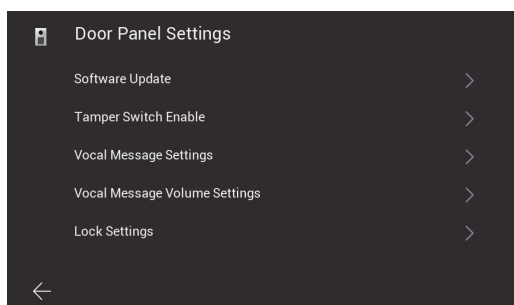 Door Panel Settings
Software Update
Tamper Switch Enable
Vocal Message Settings
Vocal Message Volume Settings
Lock Settings